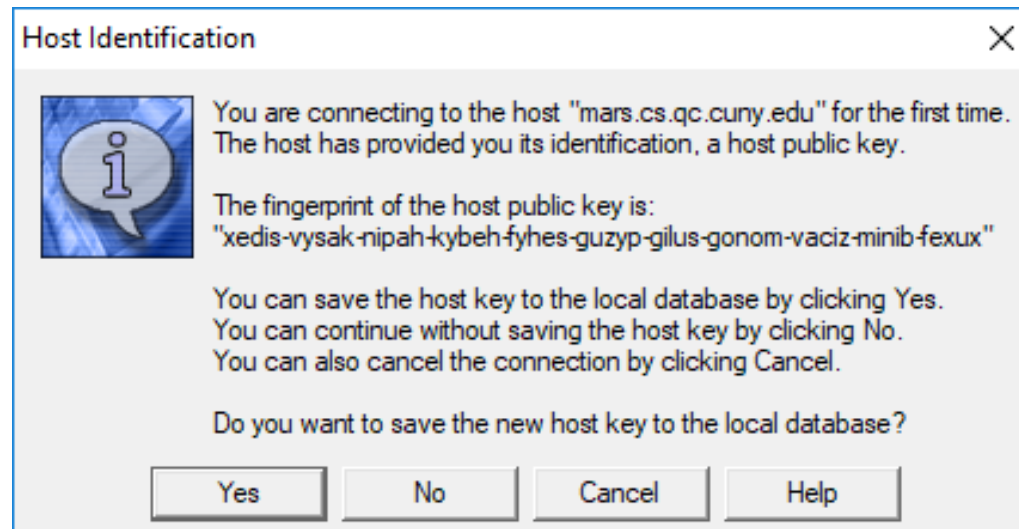 Host Identification
You are connecting to the host "mars.cs.qc.cuny.edu" for the first time.
The host has provided you its identification, a host public key.
The fingerprint of the host public key is:
"xedis-vysak-nipah-kybeh-fyhes-guzyp-gilus-gonom-vaciz-minib-fexux"
You can save the host key to the local database by clicking Yes.
You can continue without saving the host key by clicking No.
You can also cancel the connection by clicking Cancel.
Do you want to save the new host key to the local database?
Yes No Cancel Help